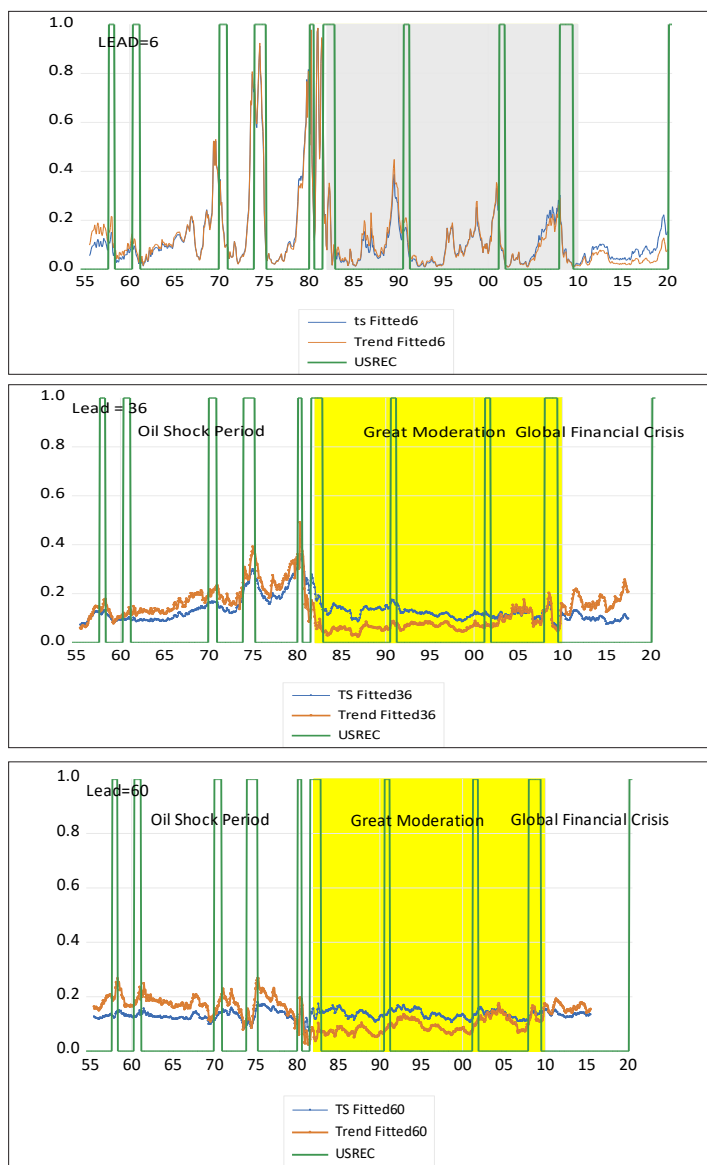 1.0
LEAD=6
0.8
0.6
0.4
0.2
0.0
55 60 65 70 75 80 85 90 95 00 05 10 15 20
ts Fitted6
Trend Fitted6
USREC
1.0
Lead = 36
Oil Shock Period Great Moderation Global Financial Crisis
0.8
0.6
0.4
0.2
0.0
55 60 65 70 75 80 85 90 95 00 05 10 15 20
TS Fitted36
Trend Fitted36
USREC
1.0
Lead=60
Oil Shock Period Great Moderation Global Financial Crisis
0.8
0.6
0.4
0.2
0.0
55 60 65 70 75 80 85 90 95 00 05 10 15 20
TS Fitted60
Trend Fitted60
USREC